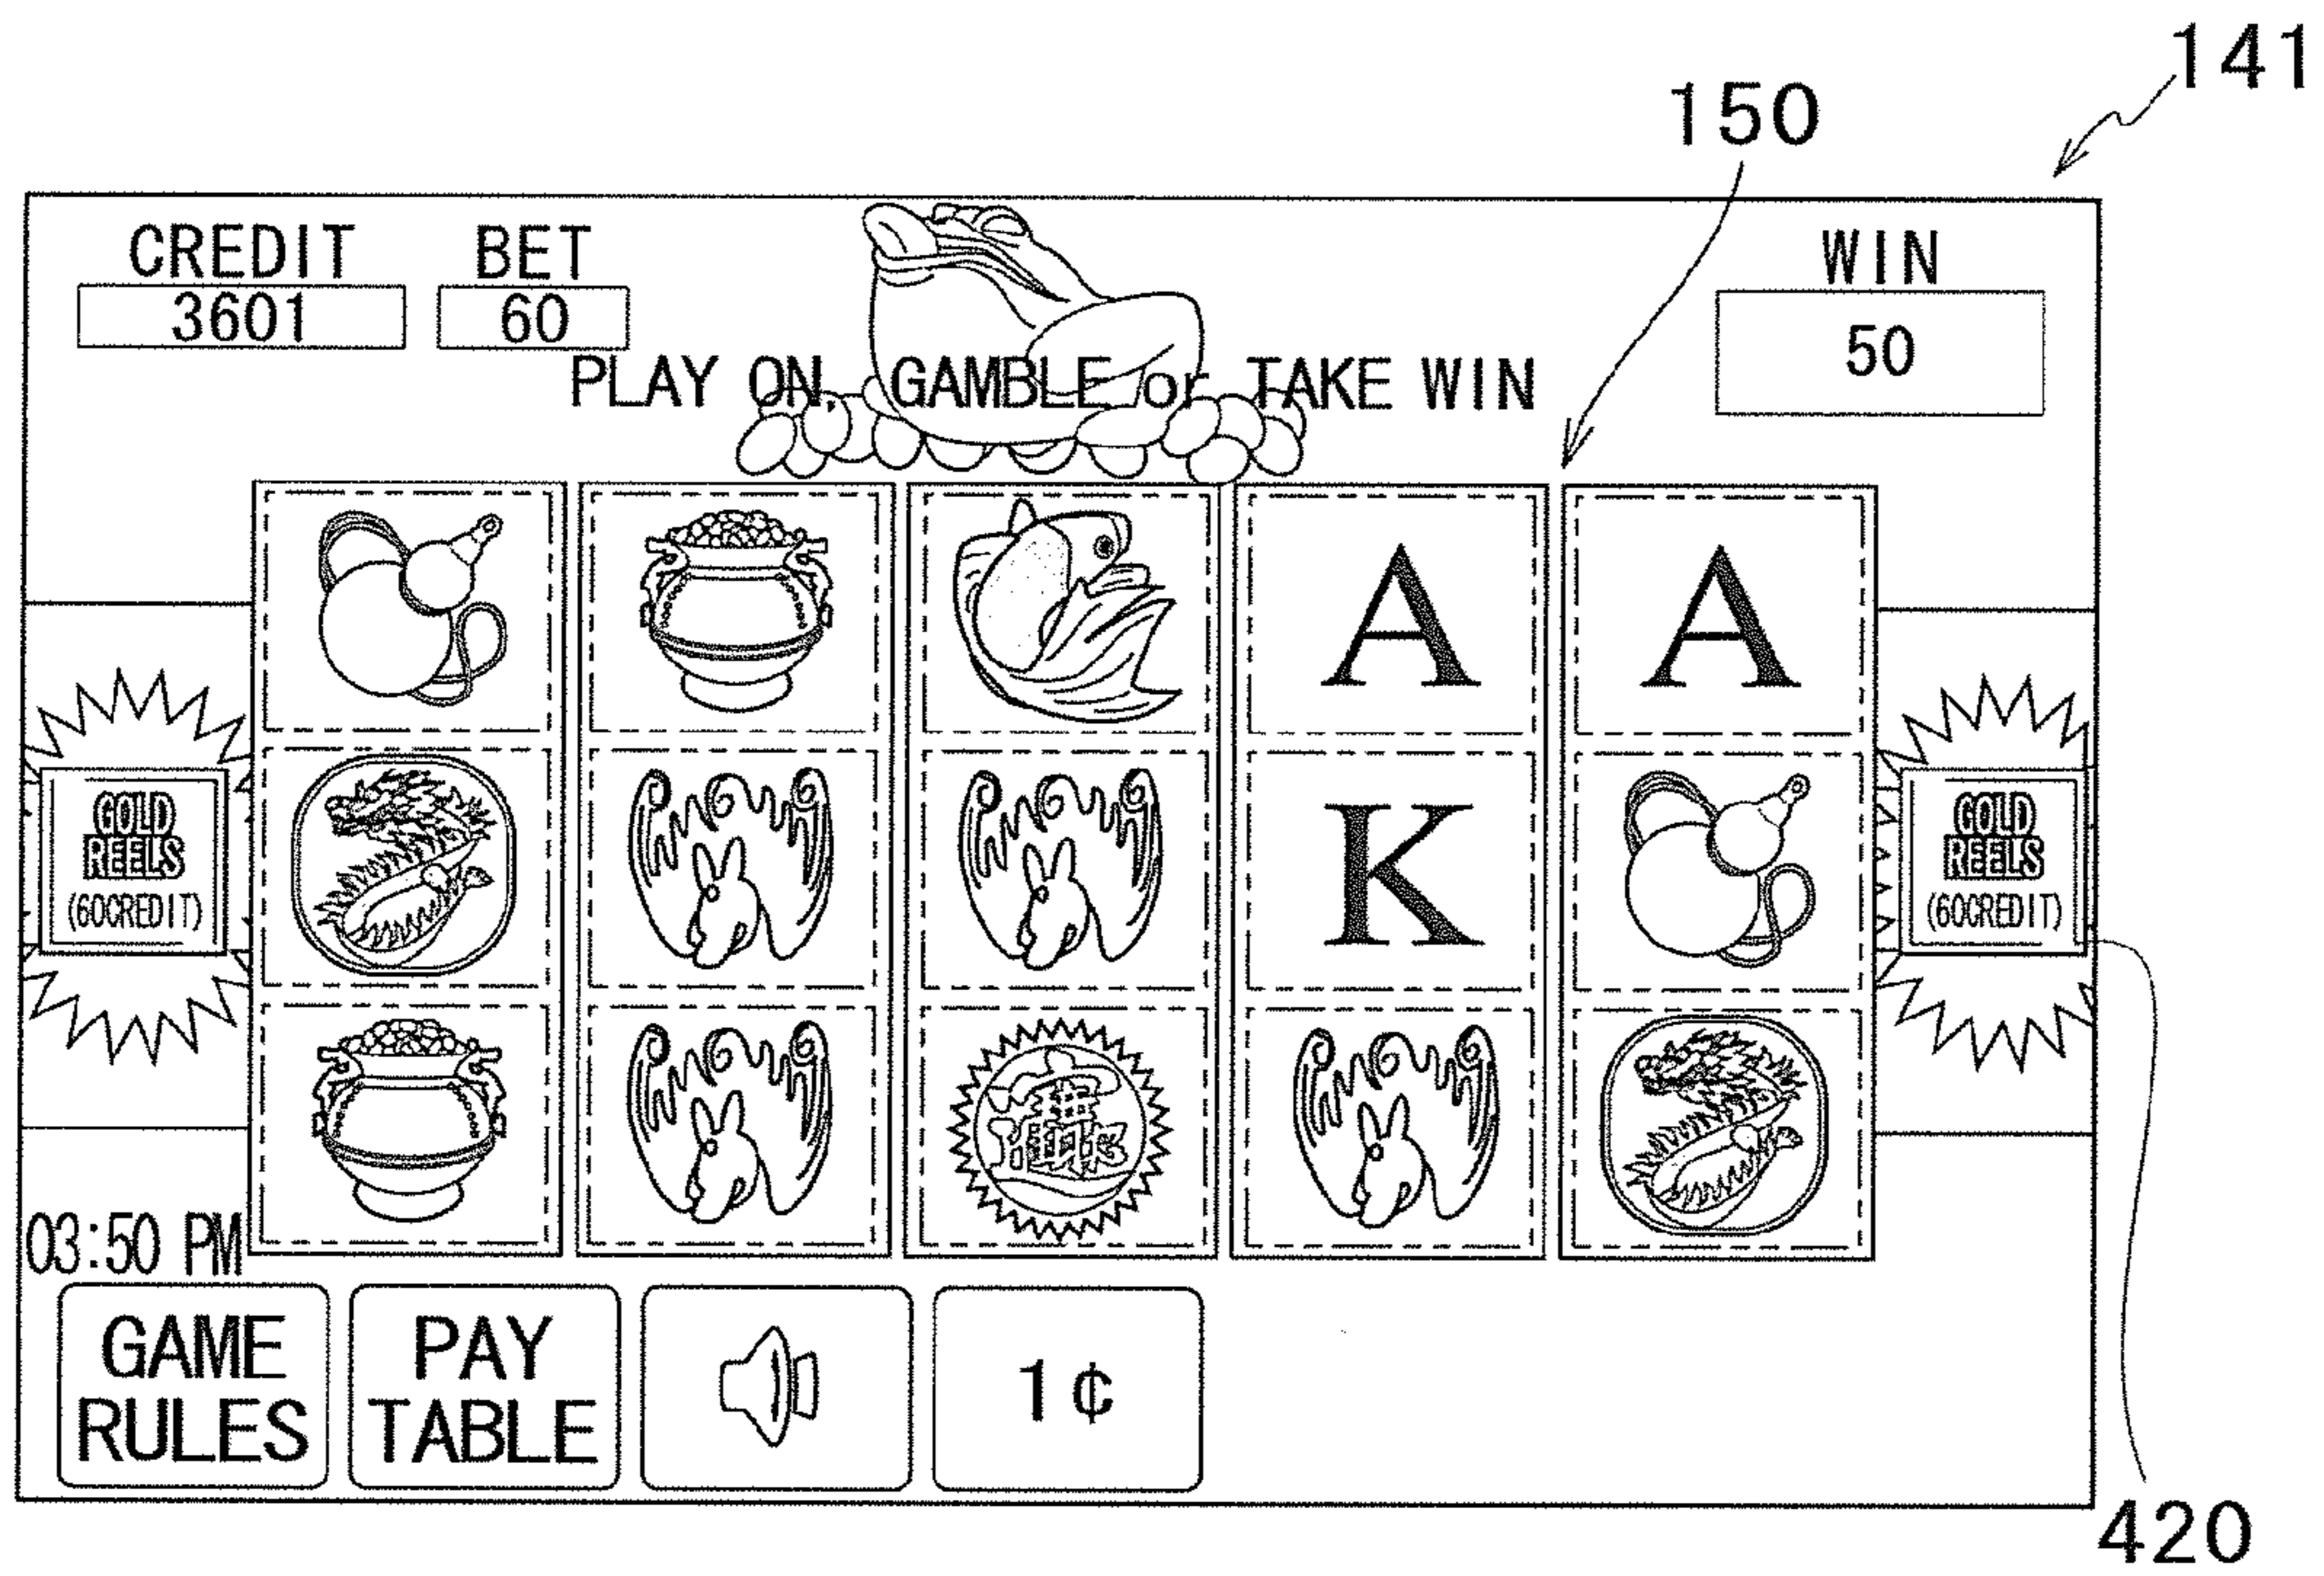 141
150
CREDIT BET WIN
3601 60 50
PLAY ON, GAMBLE or TAKE WIN
A A
GOLD
REELS
(60CREDIT)
K
GOLD
REELS
(60CREDIT)
03:50 PM
GAME
RULES
PAY
TABLE
1¢
420